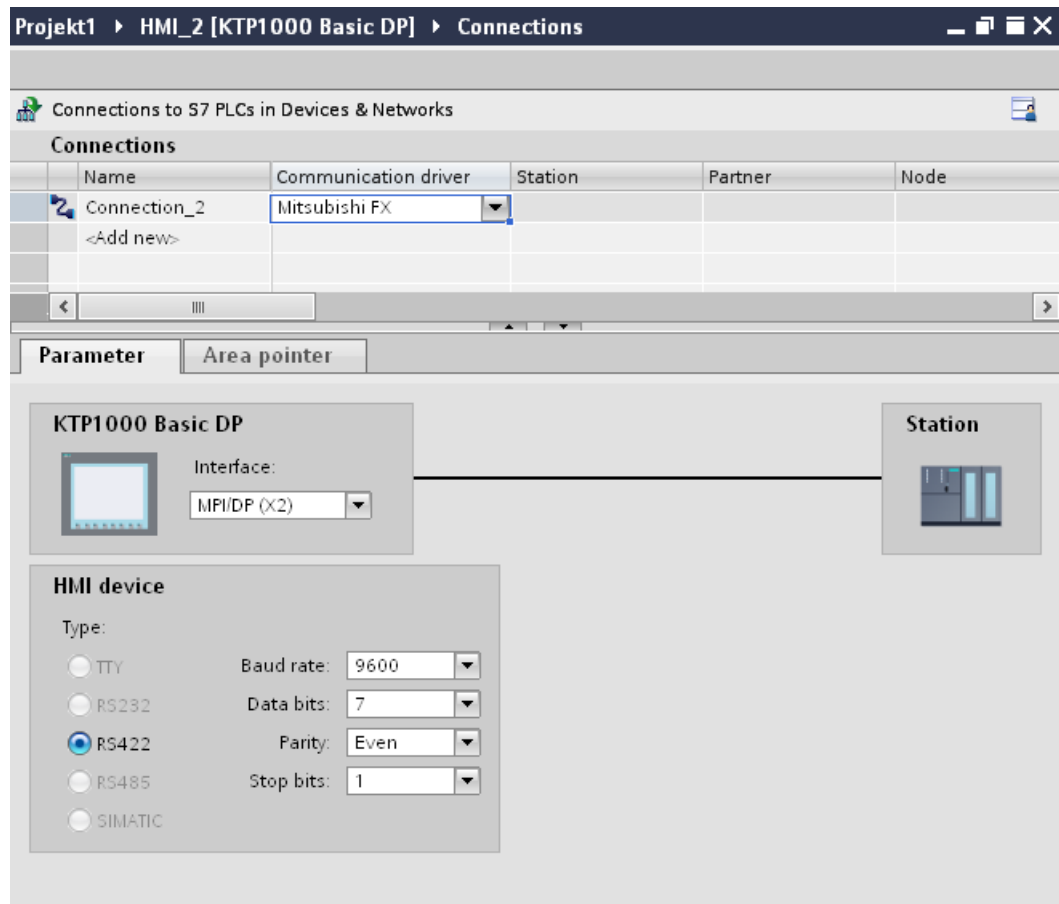 Projekt1 ▸ HMI_2 [KTP1000 Basic DP] ▸ Connections
Connections to S7 PLCs in Devices & Networks
Connections
Name Communication driver Station Partner Node
Connection_2 Mitsubishi FX
<Add new>
Parameter Area pointer
KTP1000 Basic DP Station
Interface:
MPI/DP (X2)
HMI device
Type:
TTY Baud rate: 9600
RS232 Data bits: 7
RS422 Parity: Even
RS485 Stop bits: 1
SIMATIC